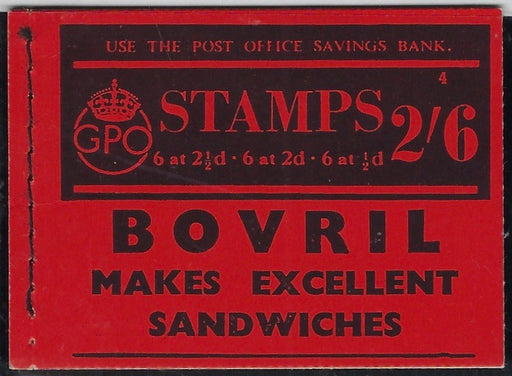 USE THE POST OFFICE SAVINGS BANK.
4
GPO STAMPS 2/6
6 at 2½d · 6 at 2d · 6 at ½d
BOVRIL
MAKES EXCELLENT
SANDWICHES